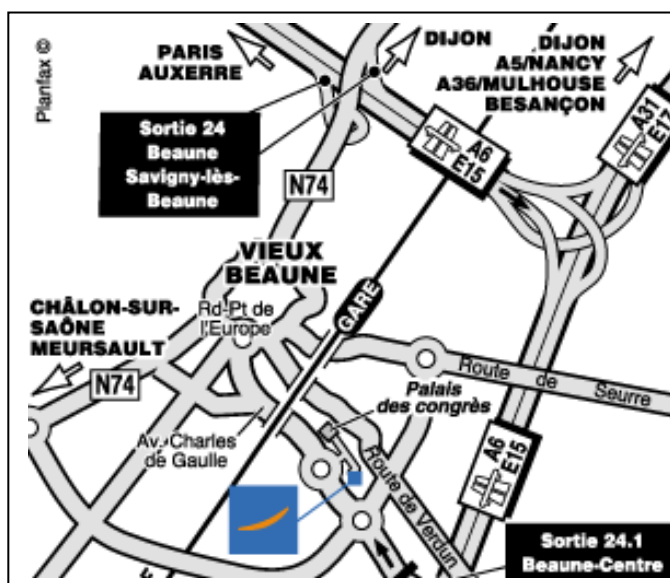 Planfax ©
PARIS
AUXERRE
DIJON
DIJON
A5/NANCY
A36/MULHOUSE
BESANÇON
Sortie 24
Beaune
Savigny-lès-
Beaune
A6
E15
A31
E17
N74
VIEUX
BEAUNE
GARE
CHÂLON-SUR-
SAÔNE
MEURSAULT
Rd-Pt de
l'Europe
N74
Route de Seurre
Palais
des congrès
Av. Charles
de Gaulle
Route de Verdun
A6
E15
Sortie 24.1
Beaune-Centre